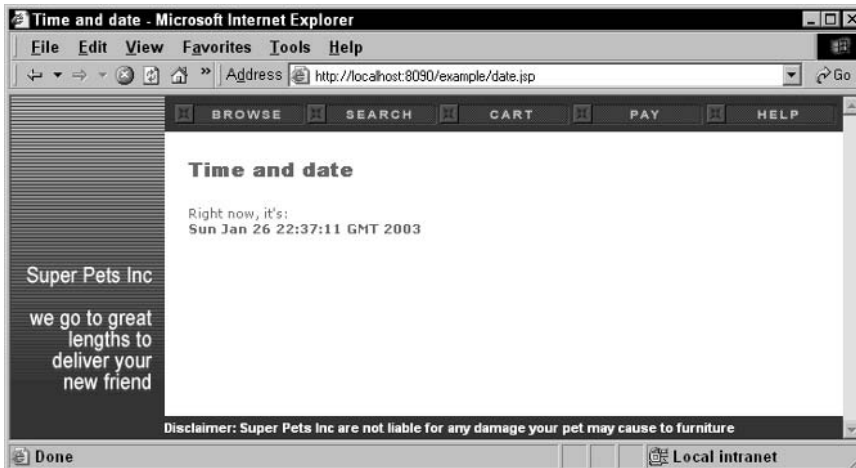 Time and date - Microsoft Internet Explorer
File Edit View Favorites Tools Help
» Address http://localhost:8090/example/date.jsp Go
BROWSE SEARCH CART PAY HELP
Time and date
Right now, it's:
Sun Jan 26 22:37:11 GMT 2003
Super Pets Inc
we go to great
lengths to
deliver your
new friend
Disclaimer: Super Pets Inc are not liable for any damage your pet may cause to furniture
Done Local intranet